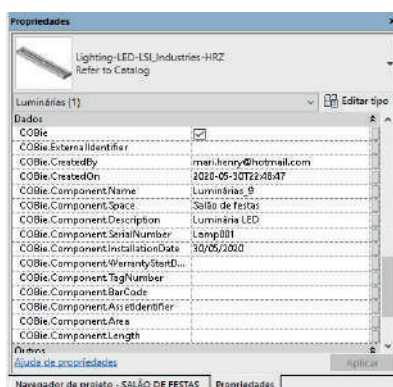 Propriedades
Lighting-LED-LSI_Industries-HRZ
Refer to Catalog
Luminárias (1)
Editar tipo
Dados
COBie
COBie.ExternalIdentifier
COBie.CreatedBy mari.henry@hotmail.com
COBie.CreatedOn 2020-05-30T22:48:47
COBie.Component.Name Luminárias_9
COBie.Component.Space Salão de festas
COBie.Component.Description Luminária LED
COBie.Component.SerialNumber Lamp001
COBie.Component.InstallationDate 30/05/2020
COBie.Component.WarrantyStartD...
COBie.Component.TagNumber
COBie.Component.BarCode
COBie.Component.AssetIdentifier
COBie.Component.Area
COBie.Component.Length
Outros
Ajuda de propriedades
Aplicar
Navegador de projeto - SALÃO DE FESTAS Propriedades